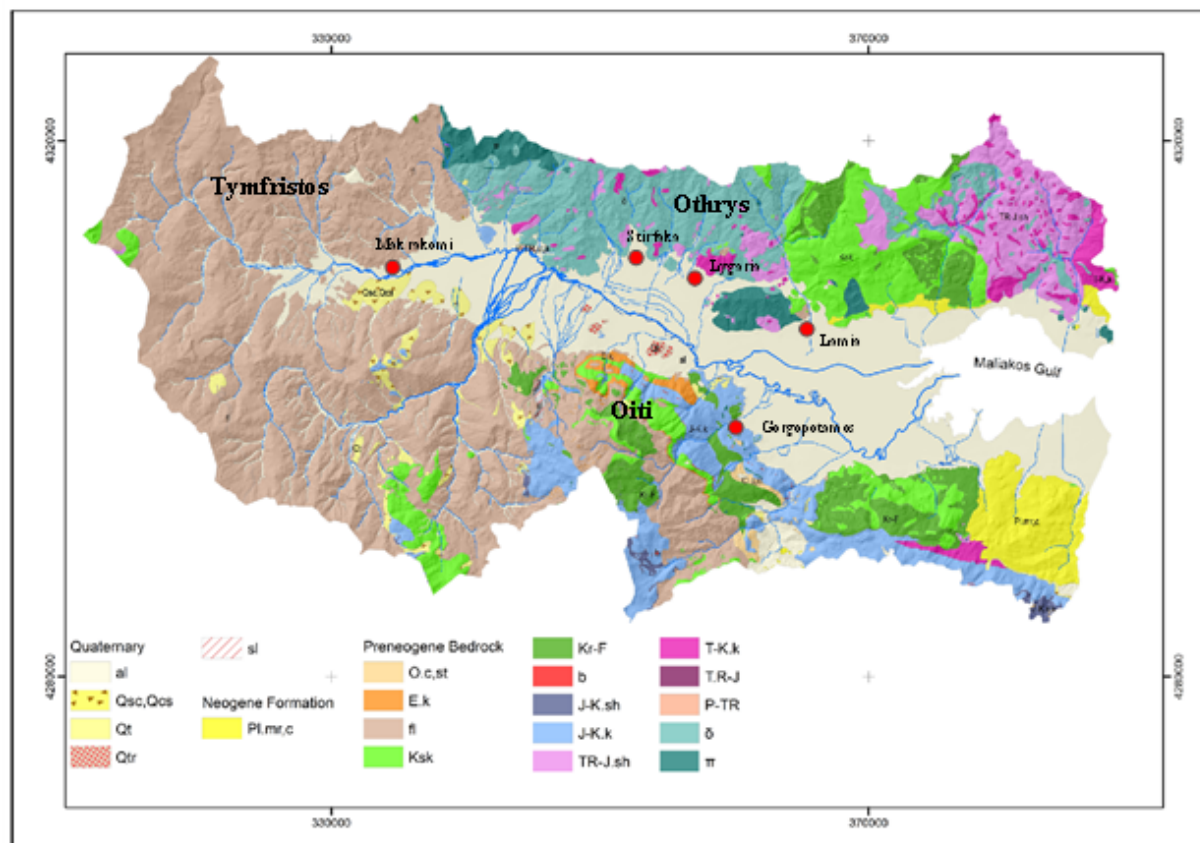 330000 370000
4320000 4320000
Tymfristos
Othrys
Makrakomi
Stirfaka
Lygaria
Lamia
Maliakos Gulf
Oiti
Gorgopotamos
Quaternary
al
Qsc,Qcs
Qt
Qtr
sl
Neogene Formation
Pl.mr,c
Preneogene Bedrock
O.c,st
E.k
fl
Ksk
Kr-F
b
J-K.sh
J-K.k
TR-J.sh
T-K.k
T.R-J
P-TR
δ
π
4280000 4280000
330000 370000